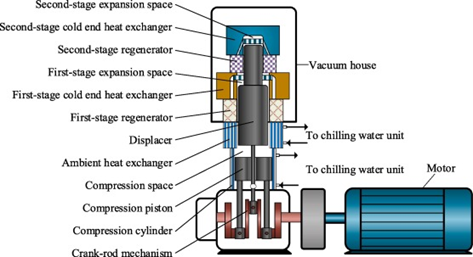 Second-stage expansion space
Second-stage cold end heat exchanger
Second-stage regenerator
First-stage expansion space
First-stage cold end heat exchanger
First-stage regenerator
Displacer
Ambient heat exchanger
Compression space
Compression piston
Compression cylinder
Crank-rod mechanism
Vacuum house
To chilling water unit
To chilling water unit
Motor